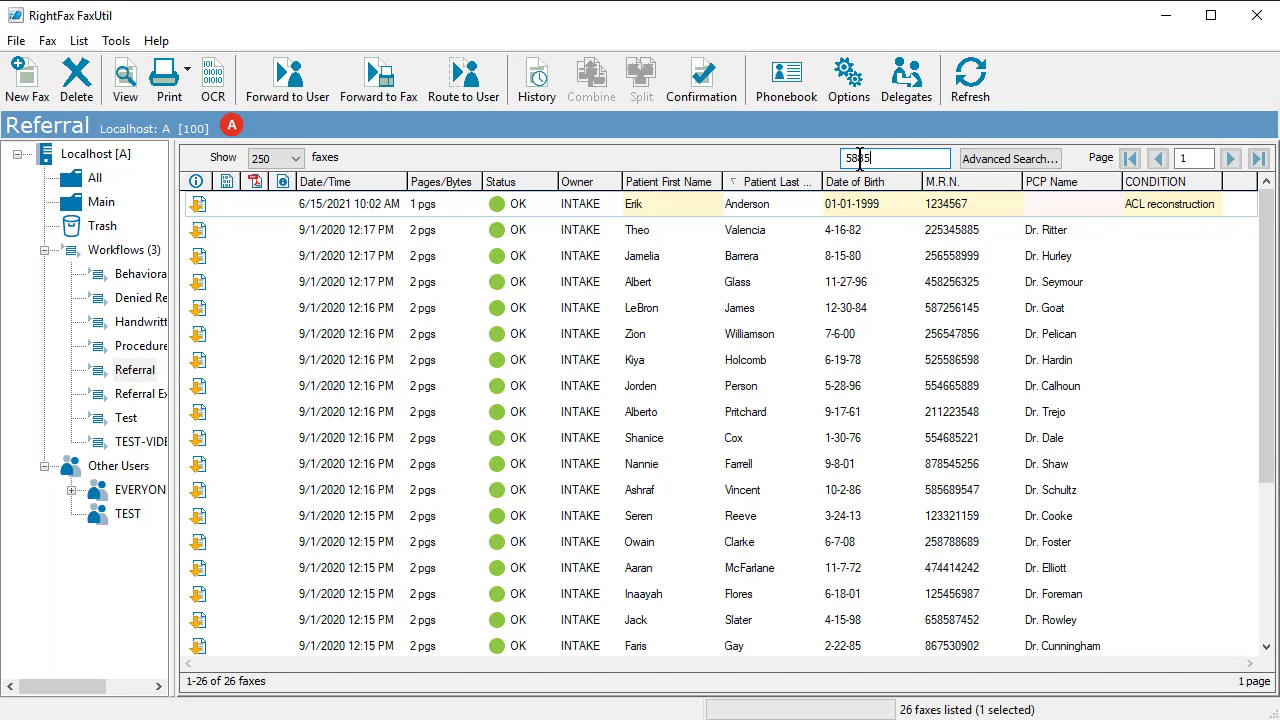 RightFax FaxUtil
File Fax List Tools Help
New Fax Delete View Print OCR Forward to User Forward to Fax Route to User History Combine Split Confirmation Phonebook Options Delegates Refresh
Referral Localhost: A [100] A
Localhost [A]
All
Main
Trash
Workflows (3)
Behaviora
Denied Re
Handwritt
Procedure
Referral
Referral Ex
Test
TEST-VIDE
Other Users
EVERYON
TEST
Show 250 faxes 5885 Advanced Search... Page 1
Date/Time Pages/Bytes Status Owner Patient First Name Patient Last ... Date of Birth M.R.N. PCP Name CONDITION
6/15/2021 10:02 AM 1 pgs OK INTAKE Erik Anderson 01-01-1999 1234567 ACL reconstruction
9/1/2020 12:17 PM 2 pgs OK INTAKE Theo Valencia 4-16-82 225345885 Dr. Ritter
9/1/2020 12:17 PM 2 pgs OK INTAKE Jamelia Barrera 8-15-80 256558999 Dr. Hurley
9/1/2020 12:17 PM 2 pgs OK INTAKE Albert Glass 11-27-96 458256325 Dr. Seymour
9/1/2020 12:16 PM 2 pgs OK INTAKE LeBron James 12-30-84 587256145 Dr. Goat
9/1/2020 12:16 PM 2 pgs OK INTAKE Zion Williamson 7-6-00 256547856 Dr. Pelican
9/1/2020 12:16 PM 2 pgs OK INTAKE Kiya Holcomb 6-19-78 525586598 Dr. Hardin
9/1/2020 12:16 PM 2 pgs OK INTAKE Jorden Person 5-28-96 554665889 Dr. Calhoun
9/1/2020 12:16 PM 2 pgs OK INTAKE Alberto Pritchard 9-17-61 211223548 Dr. Trejo
9/1/2020 12:16 PM 2 pgs OK INTAKE Shanice Cox 1-30-76 554685221 Dr. Dale
9/1/2020 12:16 PM 2 pgs OK INTAKE Nannie Farrell 9-8-01 878545256 Dr. Shaw
9/1/2020 12:16 PM 2 pgs OK INTAKE Ashraf Vincent 10-2-86 585689547 Dr. Schultz
9/1/2020 12:15 PM 2 pgs OK INTAKE Seren Reeve 3-24-13 123321159 Dr. Cooke
9/1/2020 12:15 PM 2 pgs OK INTAKE Owain Clarke 6-7-08 258788689 Dr. Foster
9/1/2020 12:15 PM 2 pgs OK INTAKE Aaran McFarlane 11-7-72 474414242 Dr. Elliott
9/1/2020 12:15 PM 2 pgs OK INTAKE Inaayah Flores 6-18-01 125456987 Dr. Foreman
9/1/2020 12:15 PM 2 pgs OK INTAKE Jack Slater 4-15-98 658587452 Dr. Rowley
9/1/2020 12:15 PM 2 pgs OK INTAKE Faris Gay 2-22-85 867530902 Dr. Cunningham
1-26 of 26 faxes 1 page
26 faxes listed (1 selected)